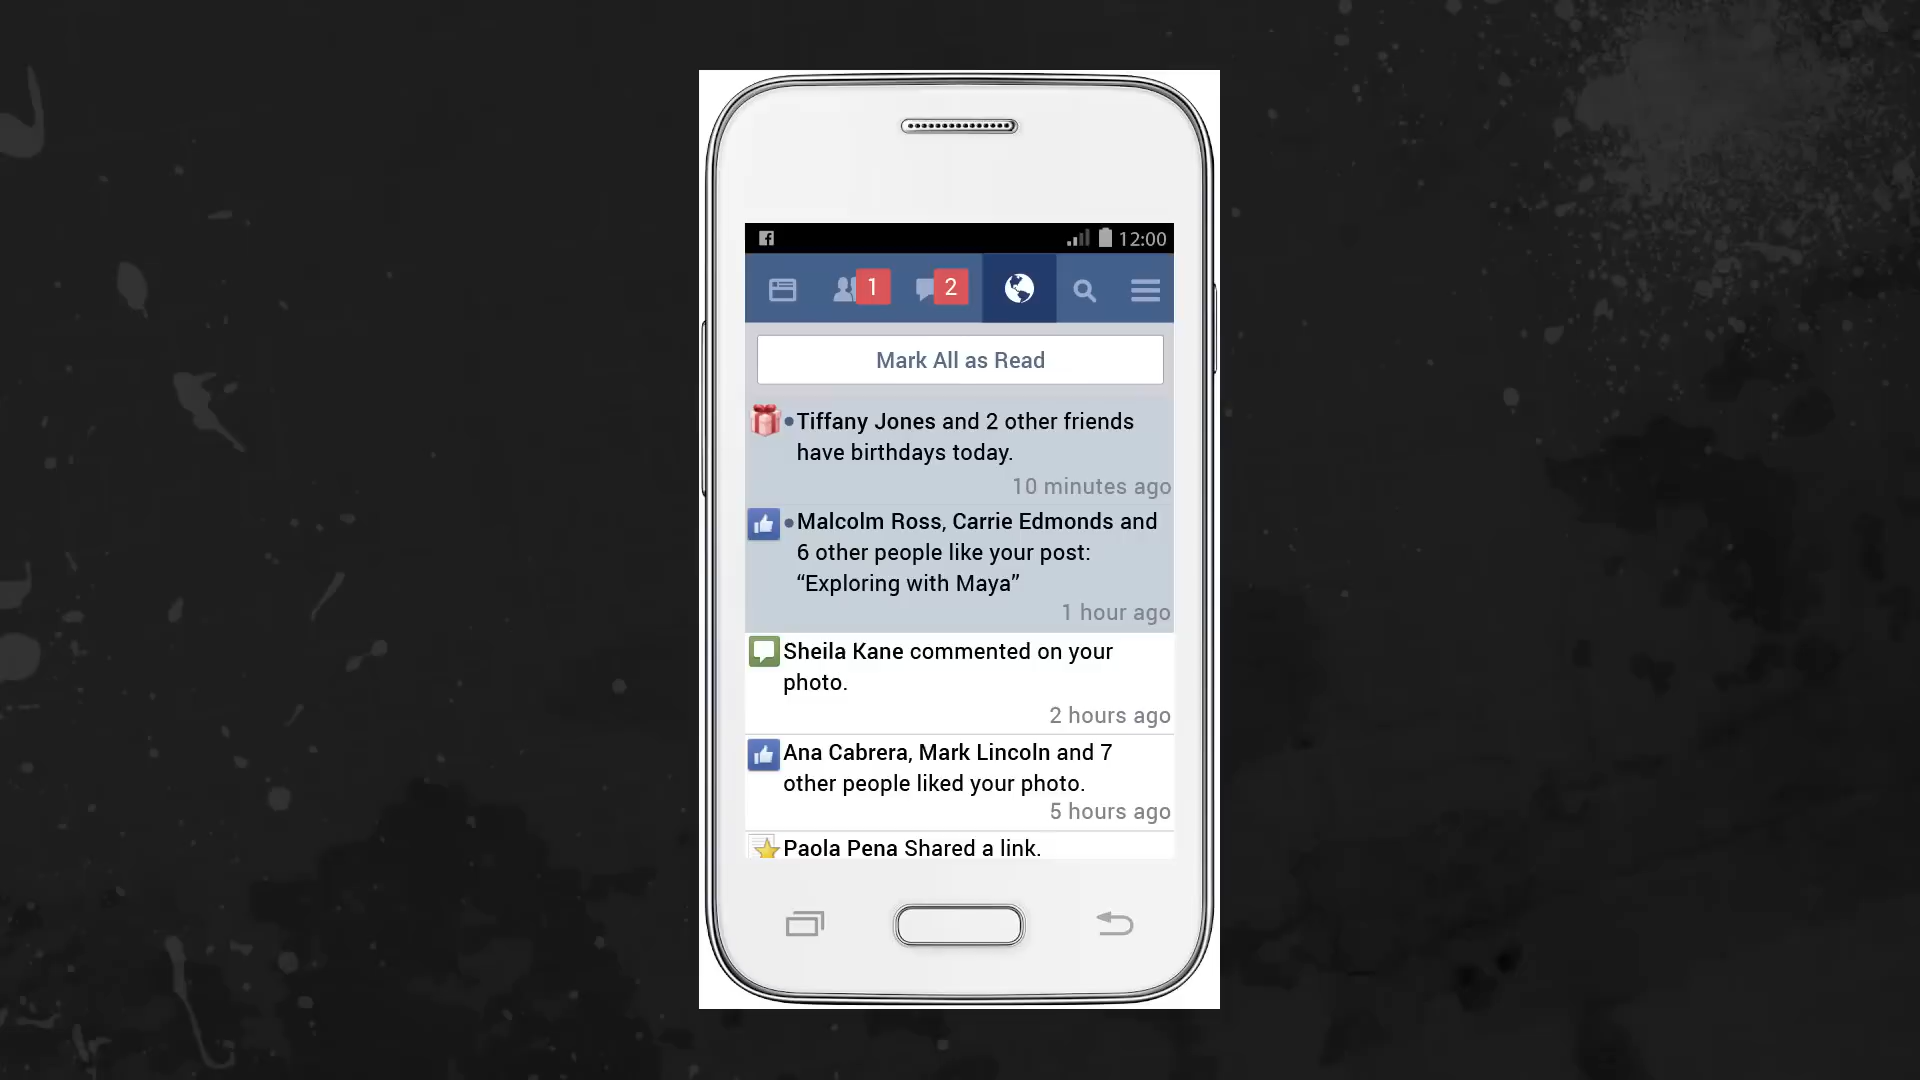 12:00
1
2
Mark All as Read
Tiffany Jones and 2 other friends
have birthdays today.
10 minutes ago
Malcolm Ross, Carrie Edmonds and
6 other people like your post:
“Exploring with Maya”
1 hour ago
Sheila Kane commented on your
photo.
2 hours ago
Ana Cabrera, Mark Lincoln and 7
other people liked your photo.
5 hours ago
Paola Pena Shared a link.